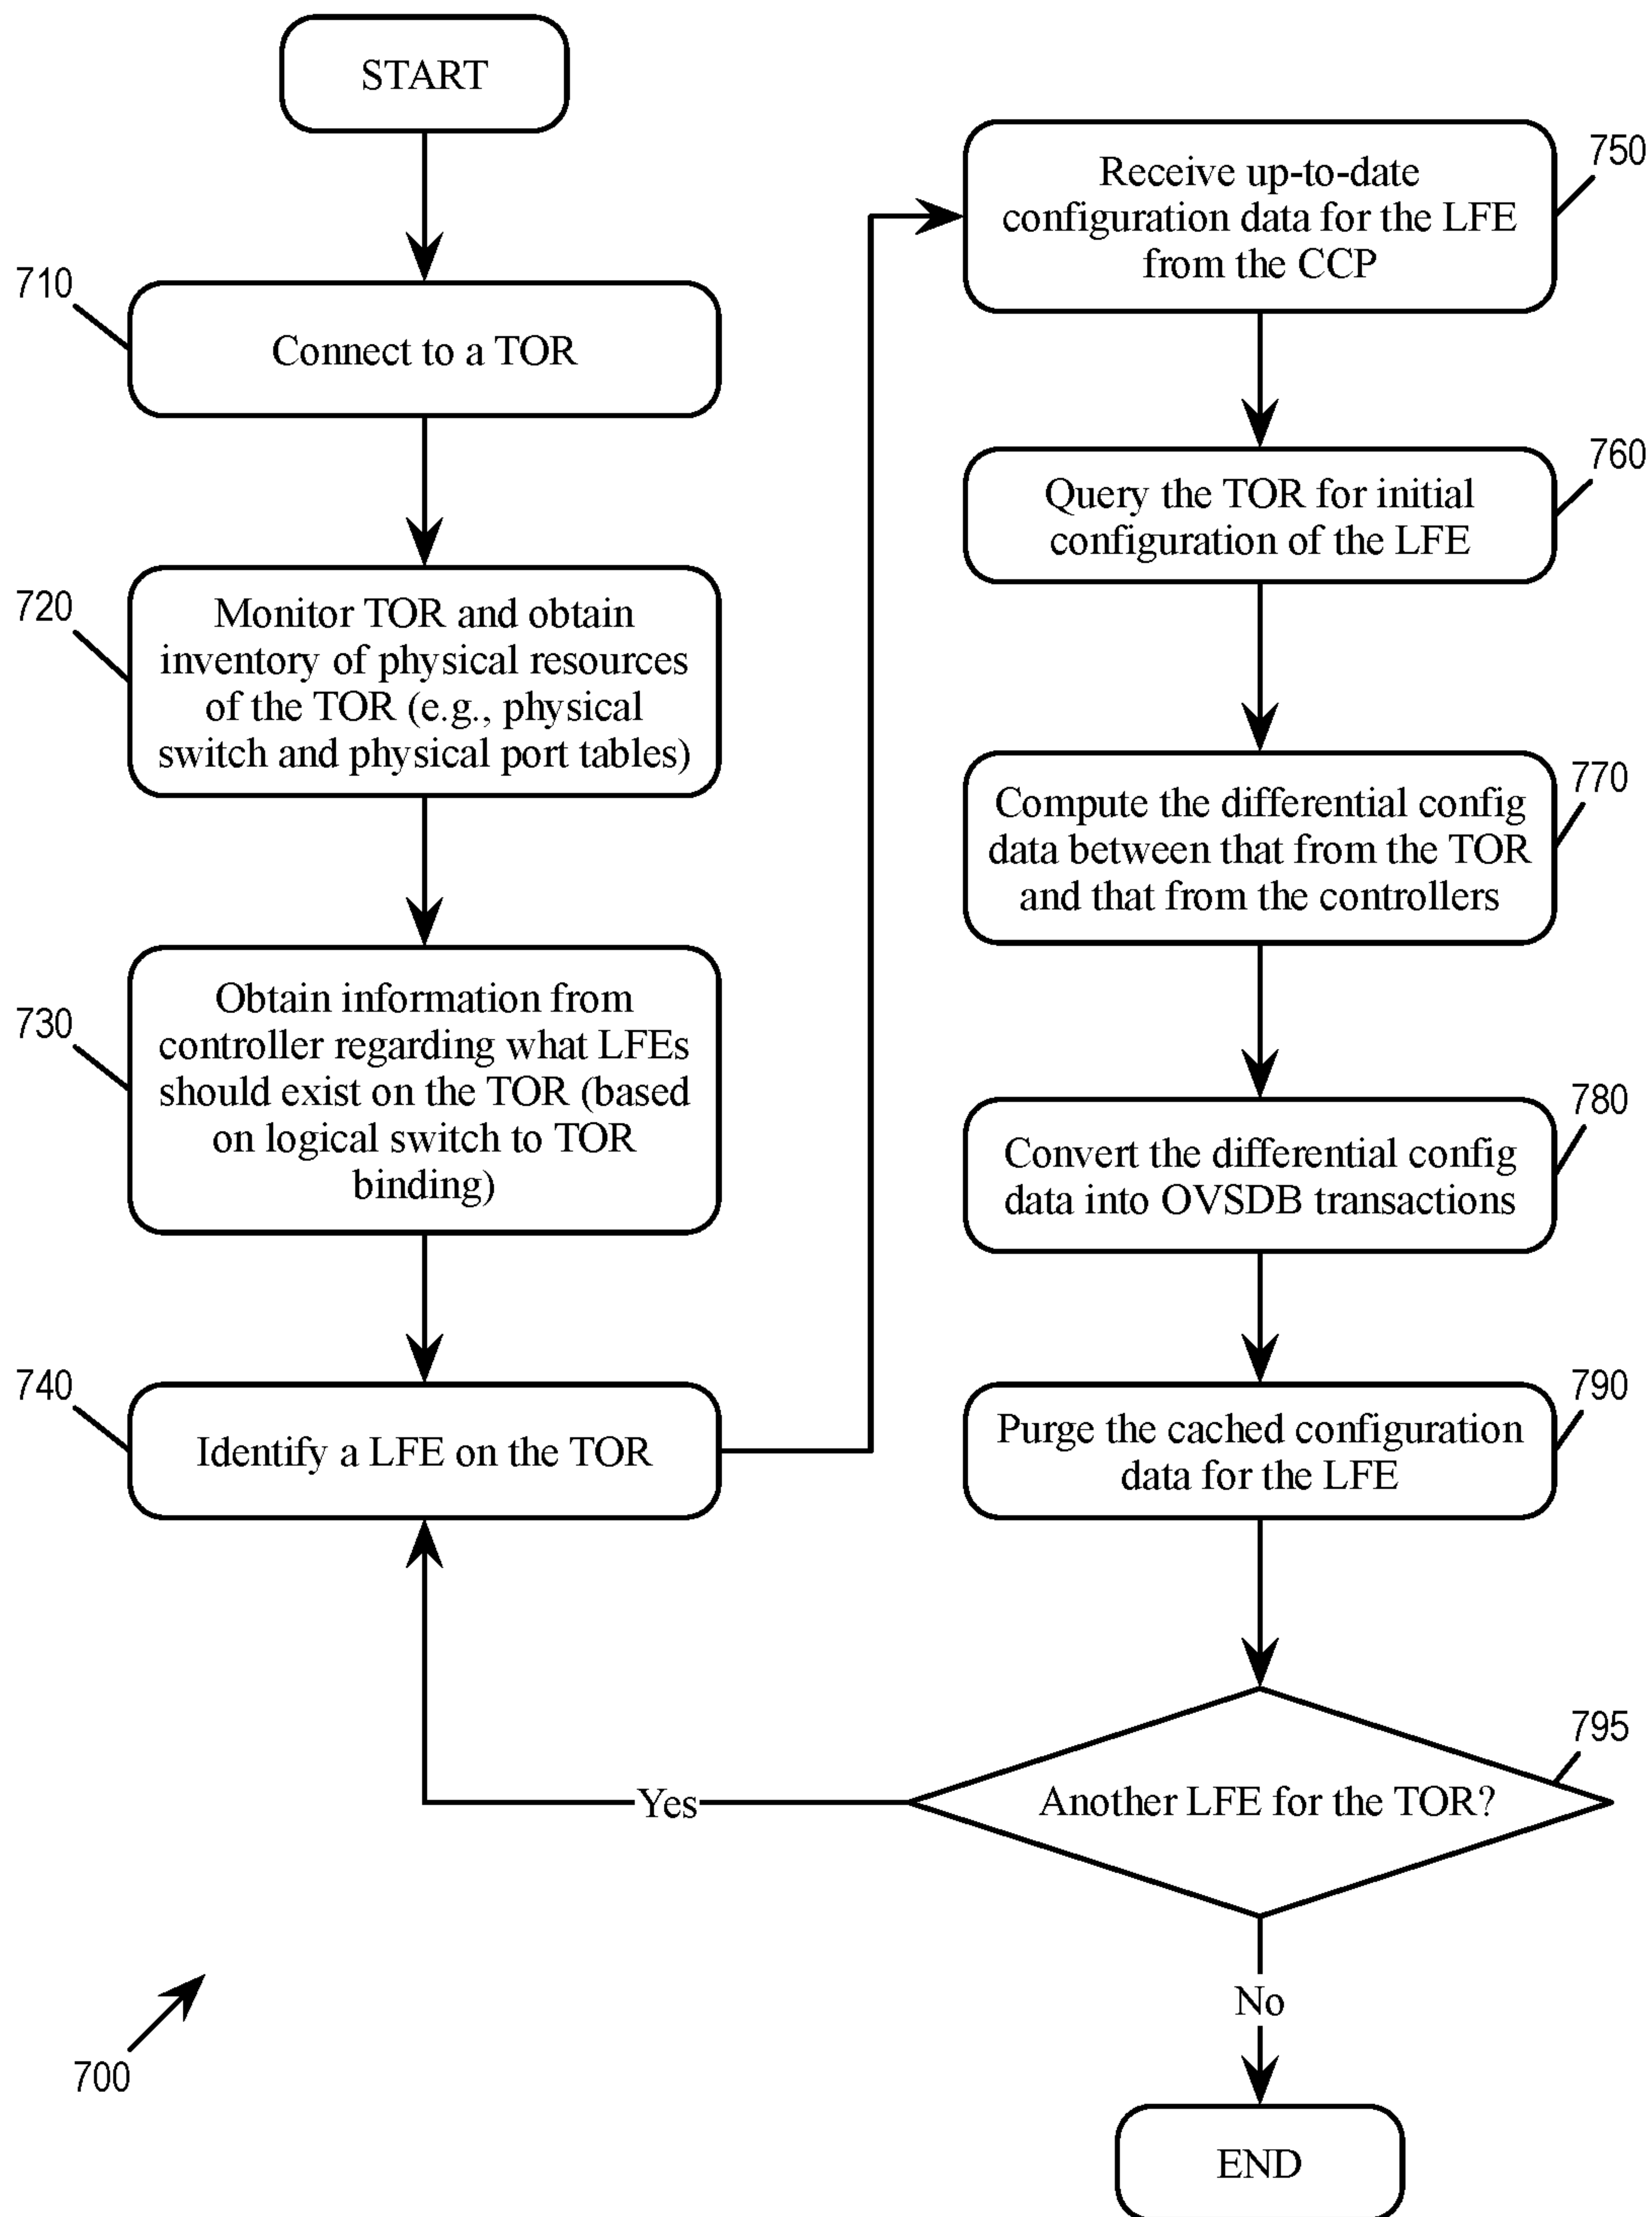 START
710
Connect to a TOR
720
Monitor TOR and obtain
inventory of physical resources
of the TOR (e.g., physical
switch and physical port tables)
730
Obtain information from
controller regarding what LFEs
should exist on the TOR (based
on logical switch to TOR
binding)
740
Identify a LFE on the TOR
750
Receive up-to-date
configuration data for the LFE
from the CCP
760
Query the TOR for initial
configuration of the LFE
770
Compute the differential config
data between that from the TOR
and that from the controllers
780
Convert the differential config
data into OVSDB transactions
790
Purge the cached configuration
data for the LFE
795
Another LFE for the TOR?
Yes
No
END
700